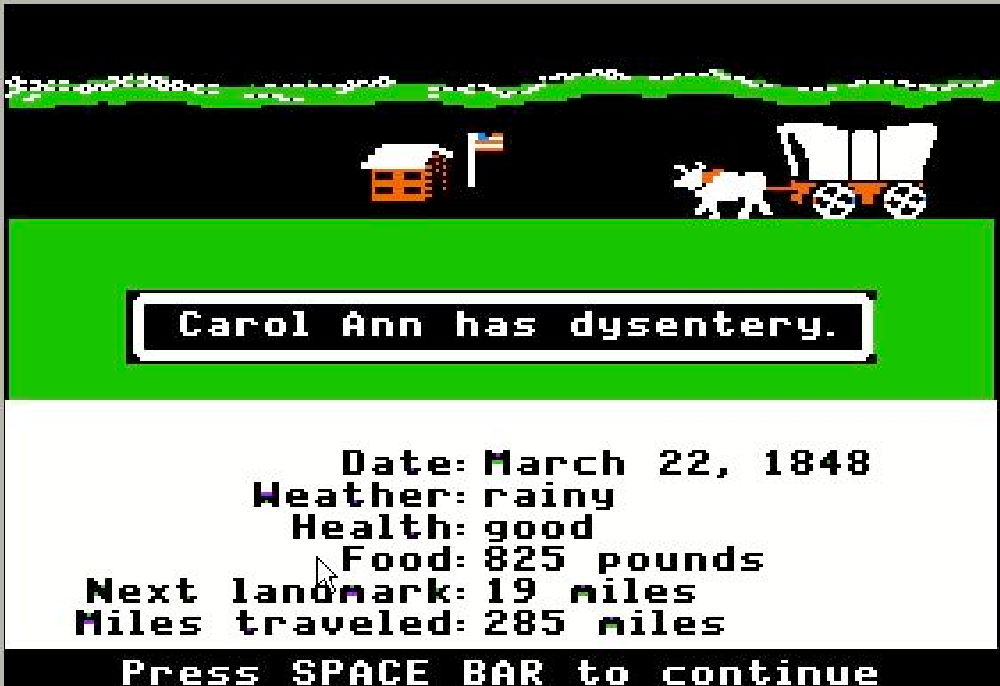 Carol Ann has dysentery.
Date: March 22, 1848
Weather: rainy
Health: good
Food: 825 pounds
Next landmark: 19 miles
Miles traveled: 285 miles
Press SPACE BAR to continue